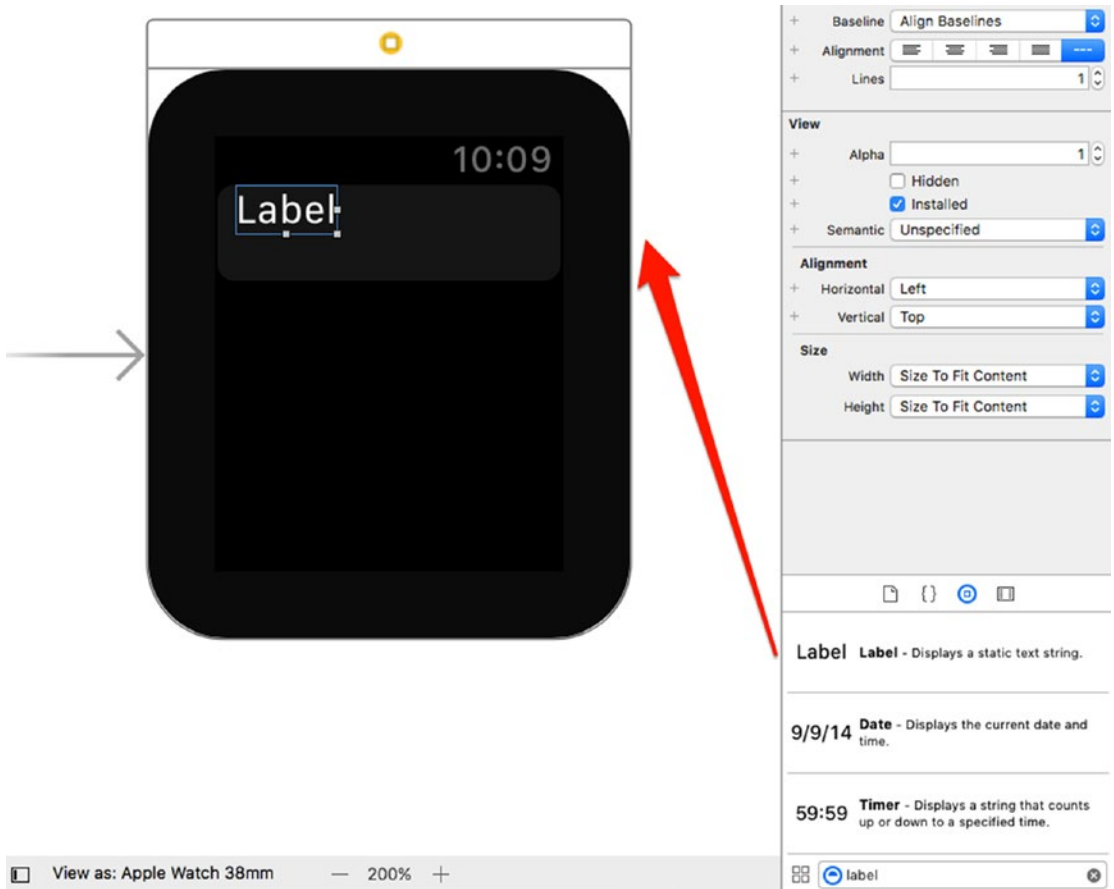 10:09
Label
View as: Apple Watch 38mm
— 200% +
+ Baseline Align Baselines
+ Alignment ---
+ Lines 1
View
+ Alpha 1
+ Hidden
+ Installed
+ Semantic Unspecified
Alignment
+ Horizontal Left
+ Vertical Top
Size
Width Size To Fit Content
Height Size To Fit Content
{}
Label Label - Displays a static text string.
9/9/14 Date - Displays the current date and
time.
59:59 Timer - Displays a string that counts
up or down to a specified time.
label